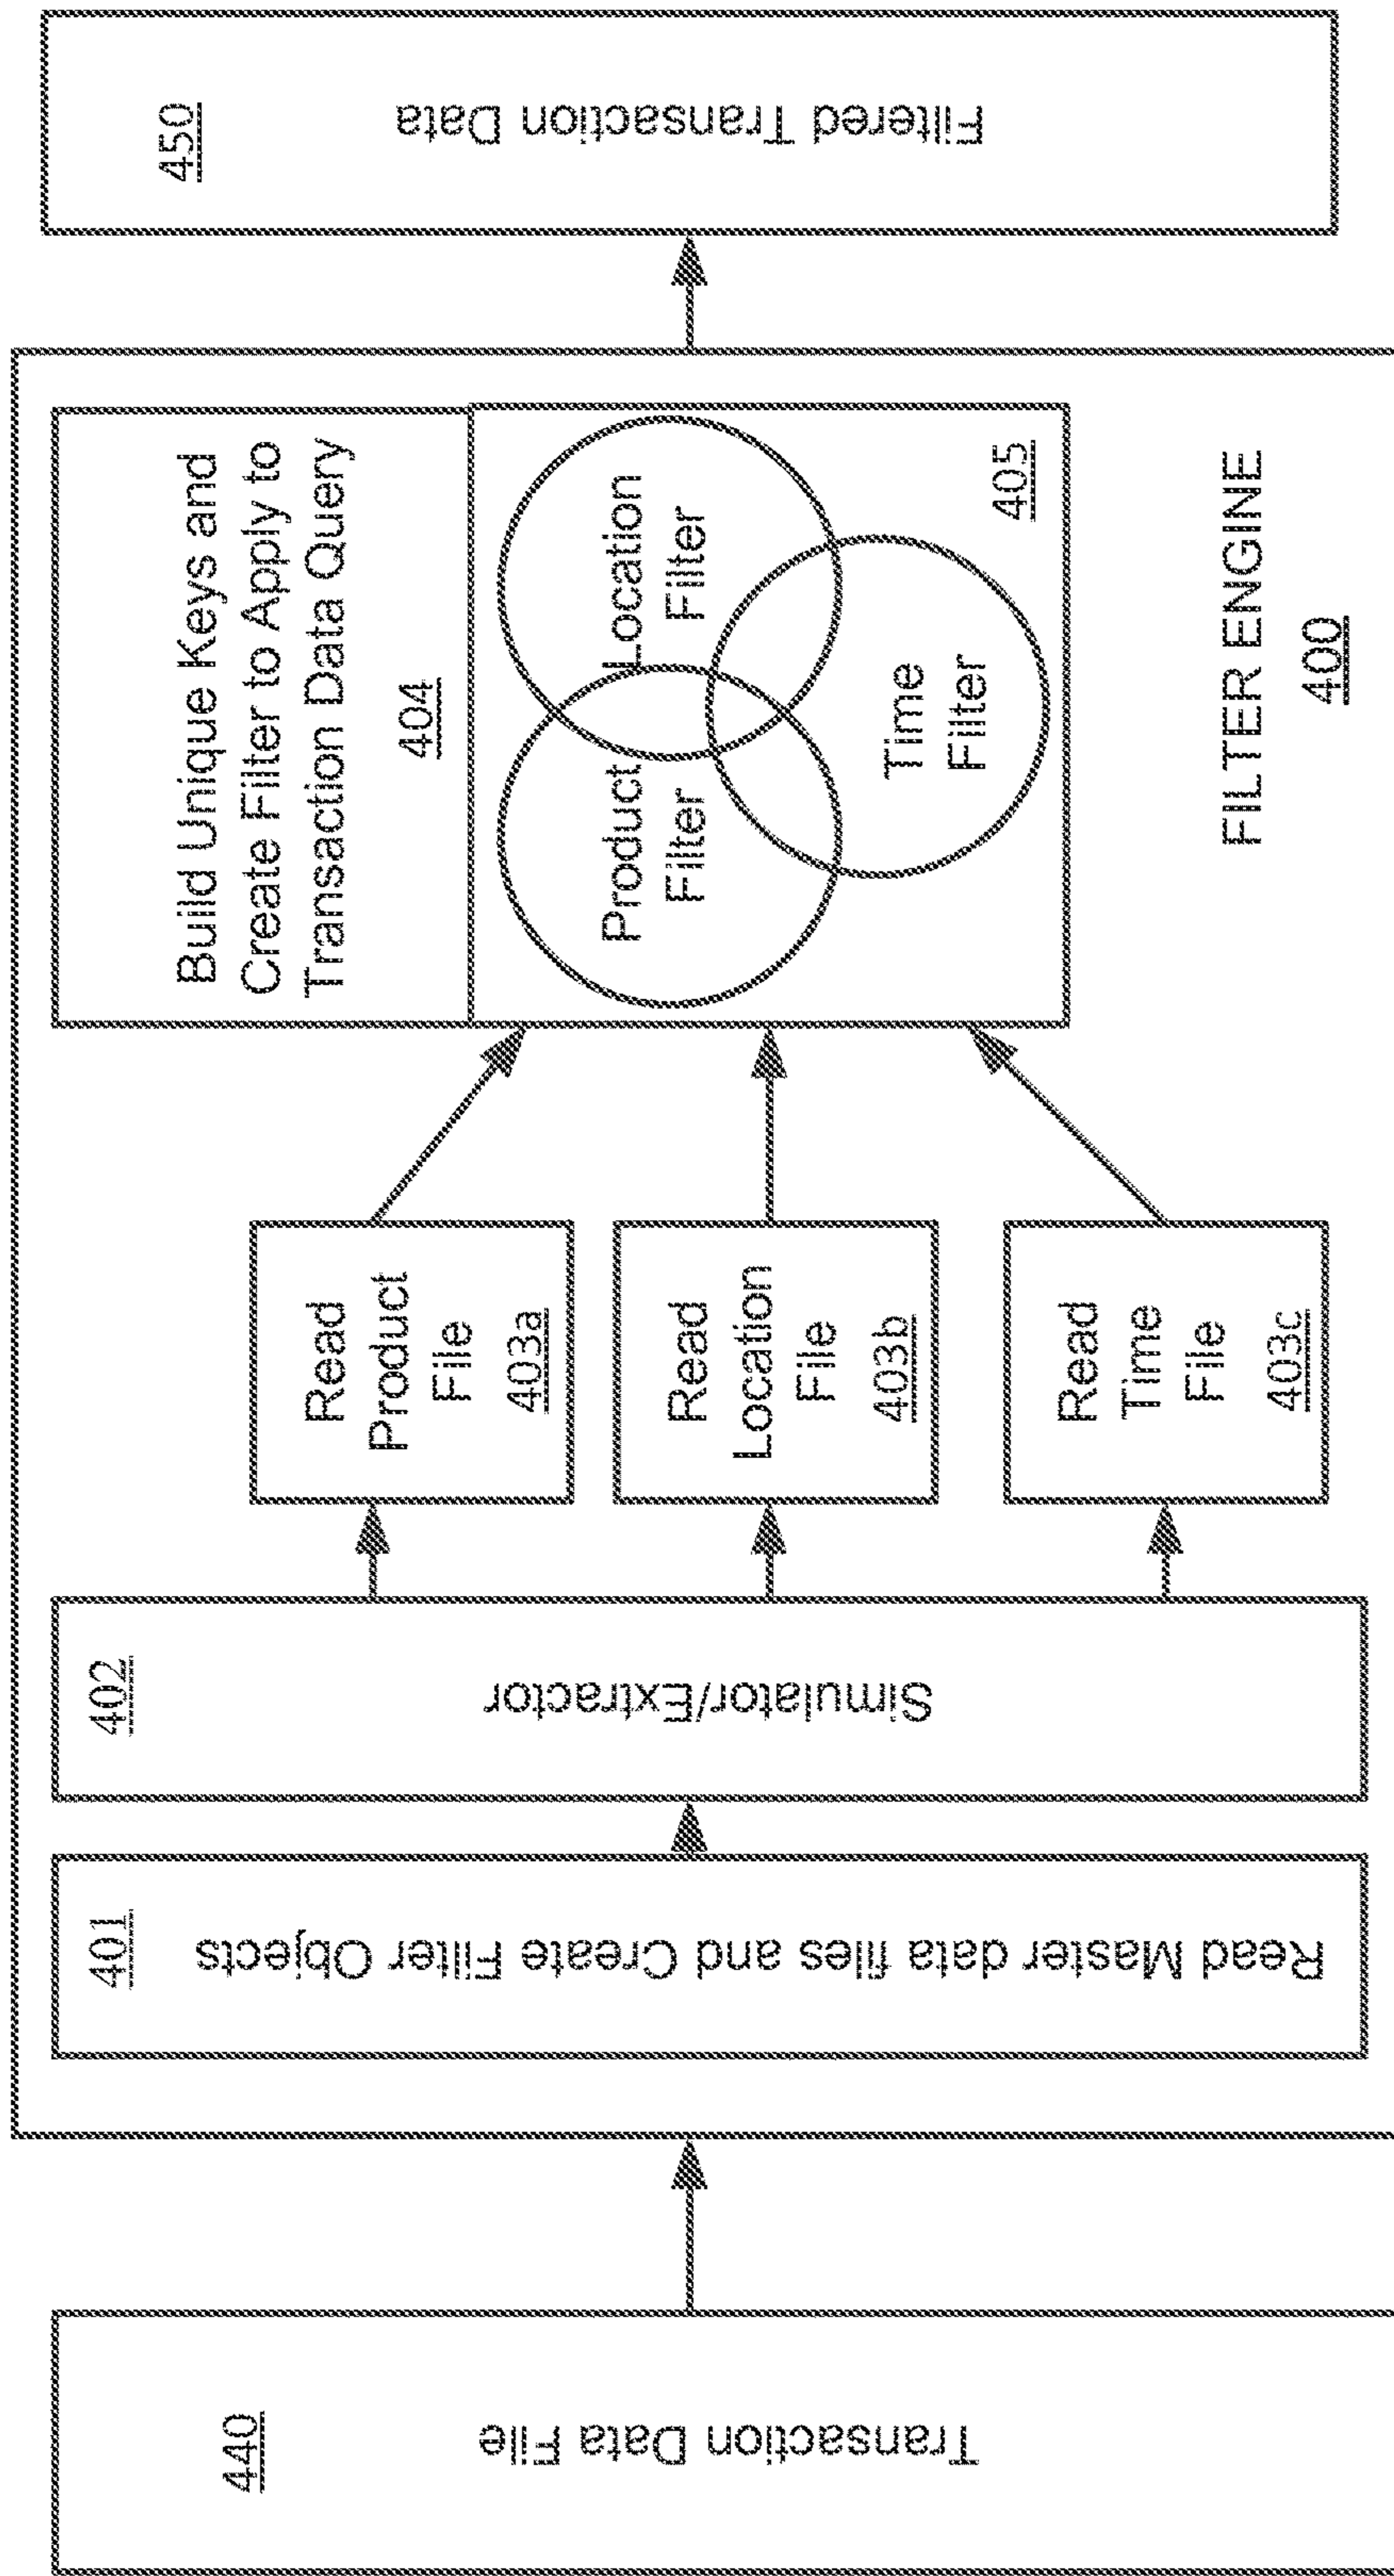 440
Transaction Data File
401
Read Master data files and Create Filter Objects
402
Simulator/Extractor
Read
Product
File
403a
Read
Location
File
403b
Read
Time
File
403c
Build Unique Keys and
Create Filter to Apply to
Transaction Data Query
404
Product
Filter
Location
Filter
Time
Filter
405
FILTER ENGINE
400
450
Filtered Transaction Data